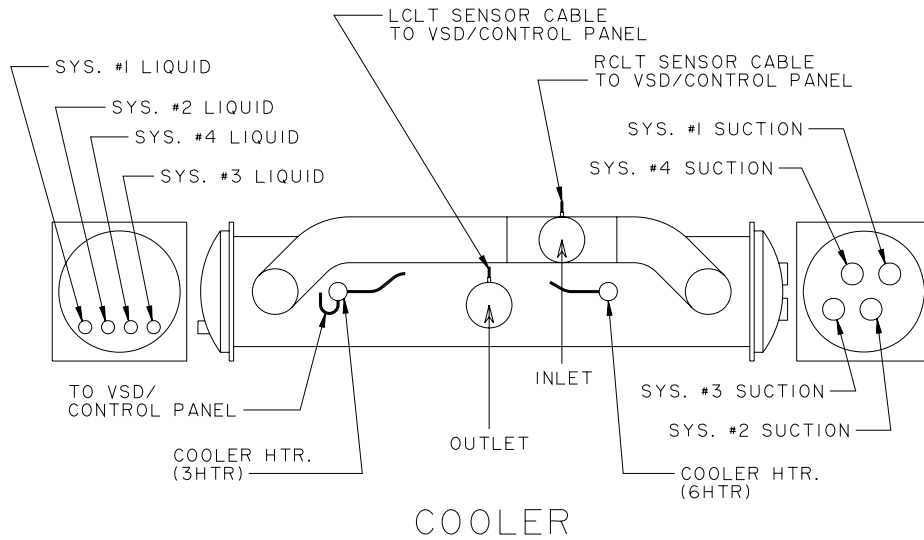 LCLT SENSOR CABLE
TO VSD/CONTROL PANEL
RCLT SENSOR CABLE
TO VSD/CONTROL PANEL
SYS. #1 LIQUID
SYS. #2 LIQUID
SYS. #4 LIQUID
SYS. #3 LIQUID
SYS. #1 SUCTION
SYS. #4 SUCTION
INLET
TO VSD/
CONTROL PANEL
SYS. #3 SUCTION
SYS. #2 SUCTION
OUTLET
COOLER HTR.
(3HTR)
COOLER HTR.
(6HTR)
COOLER